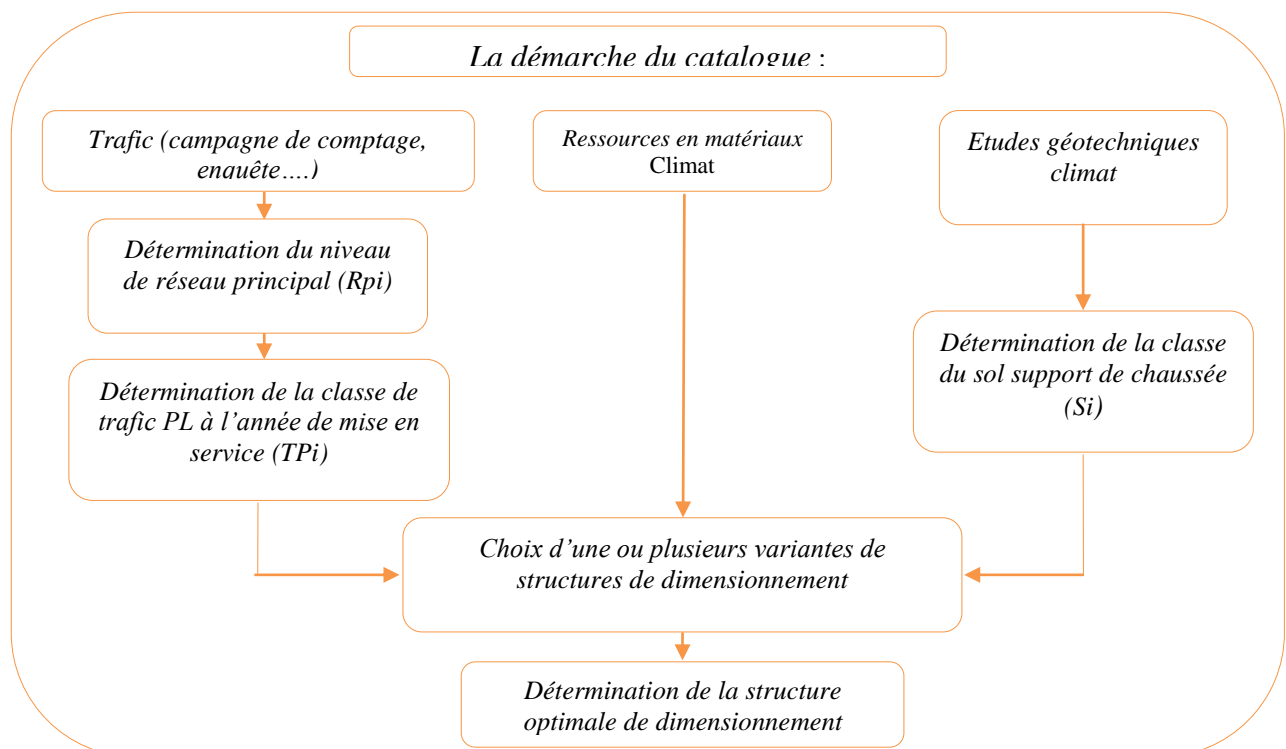 La démarche du catalogue :
Trafic (campagne de comptage,
enquête….)
Ressources en matériaux
Climat
Etudes géotechniques
climat
Détermination du niveau
de réseau principal (Rpi)
Détermination de la classe de
trafic PL à l’année de mise en
service (TPi)
Détermination de la classe
du sol support de chaussée
(Si)
Choix d’une ou plusieurs variantes de
structures de dimensionnement
Détermination de la structure
optimale de dimensionnement